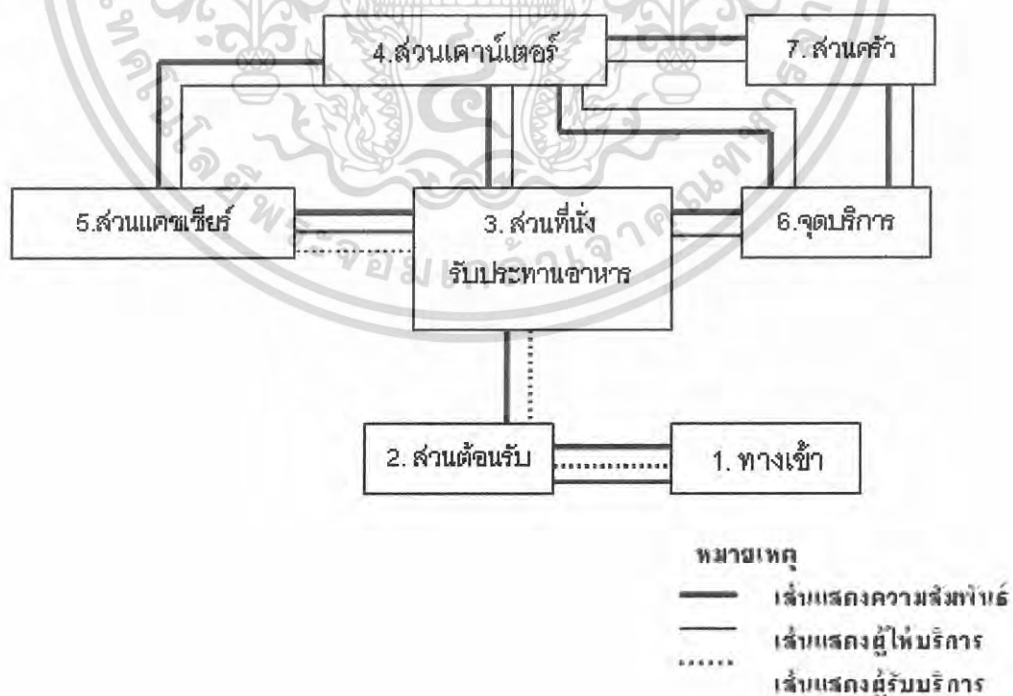 4.ส่วนเคาน์เตอร์
7. ส่วนครัว
5.ส่วนแคชเชียร์
3. ส่วนที่นั่ง
รับประทานอาหาร
6.จุดบริการ
2. ส่วนต้อนรับ
1. ทางเข้า
หมายเหตุ
เส้นแสดงความสัมพันธ์
เส้นแสดงผู้ให้บริการ
เส้นแสดงผู้รับบริการ